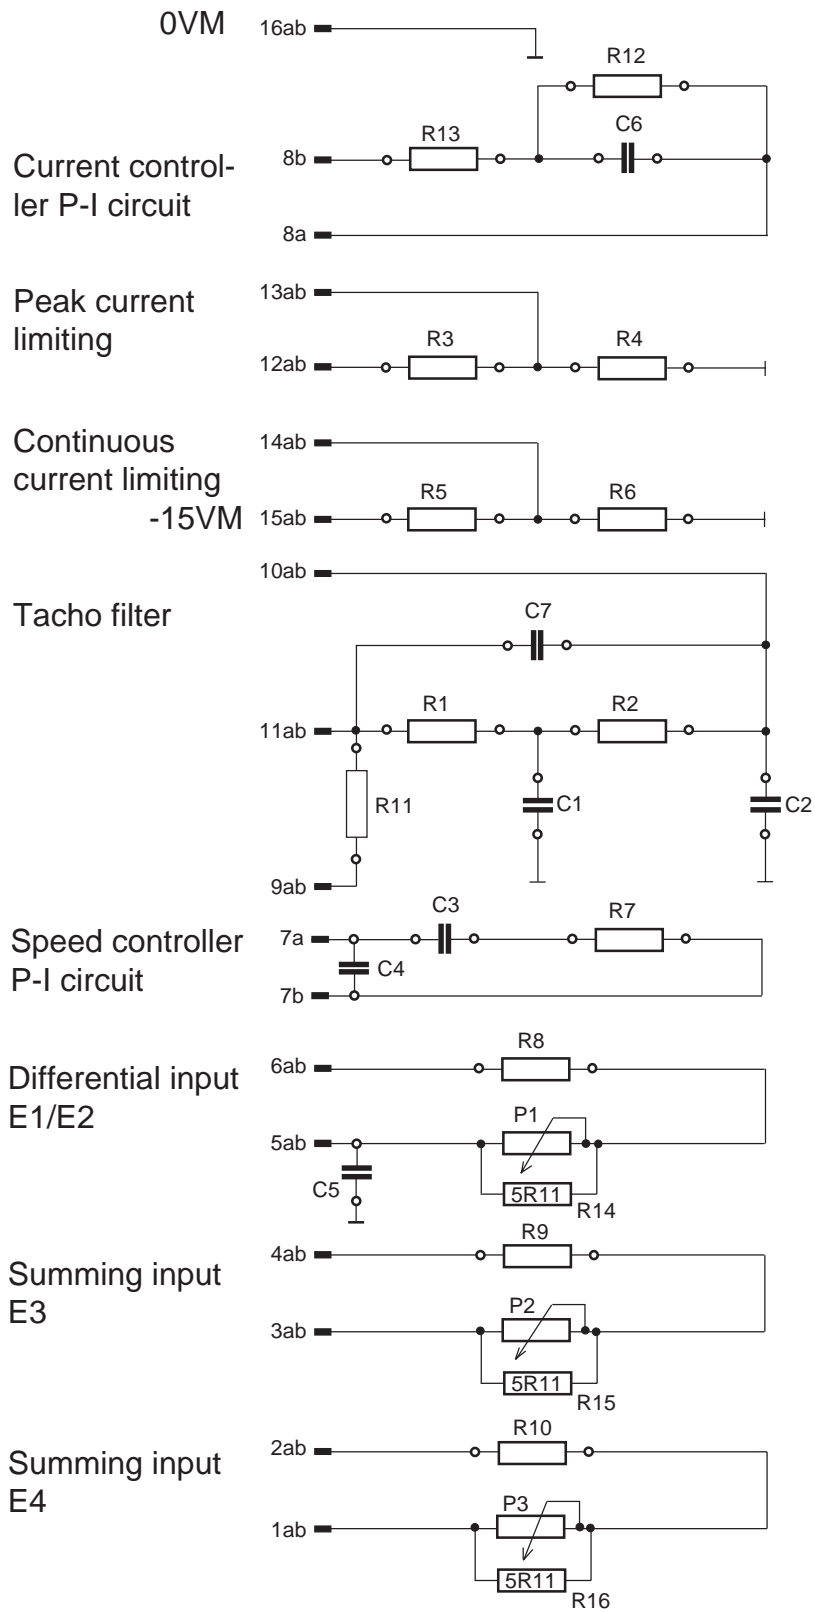 0VM 16ab
R12
C6
R13
Current control-
ler P-I circuit
8b
8a
Peak current
limiting
13ab
R3 R4
12ab
Continuous
current limiting
14ab
R5 R6
-15VM 15ab
10ab
Tacho filter
C7
R1 R2
11ab
R11 C1 C2
9ab
C3 R7
Speed controller
P-I circuit
7a
C4
7b
R8
Differential input
E1/E2
6ab
P1
5ab
C5
5R11
R14
R9
Summing input
E3
4ab
P2
3ab
5R11
R15
R10
Summing input
E4
2ab
P3
1ab
5R11
R16